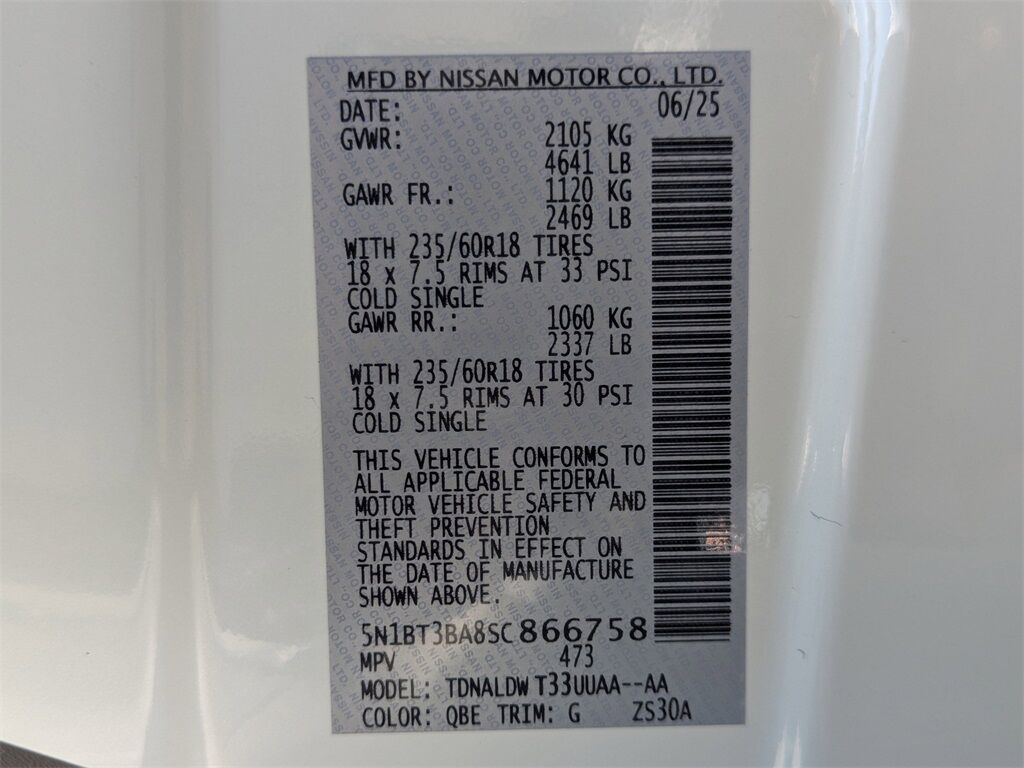 MFD BY NISSAN MOTOR CO., LTD.
DATE: 06/25
GVWR: 2105 KG
4641 LB
GAWR FR.: 1120 KG
2469 LB
WITH 235/60R18 TIRES
18 x 7.5 RIMS AT 33 PSI
COLD SINGLE
GAWR RR.: 1060 KG
2337 LB
WITH 235/60R18 TIRES
18 x 7.5 RIMS AT 30 PSI
COLD SINGLE
THIS VEHICLE CONFORMS TO
ALL APPLICABLE FEDERAL
MOTOR VEHICLE SAFETY AND
THEFT PREVENTION
STANDARDS IN EFFECT ON
THE DATE OF MANUFACTURE
SHOWN ABOVE.
5N1BT3BA8SC866758
MPV 473
MODEL: TDNALDW T33UUAA--AA
COLOR: QBE TRIM: G ZS30A